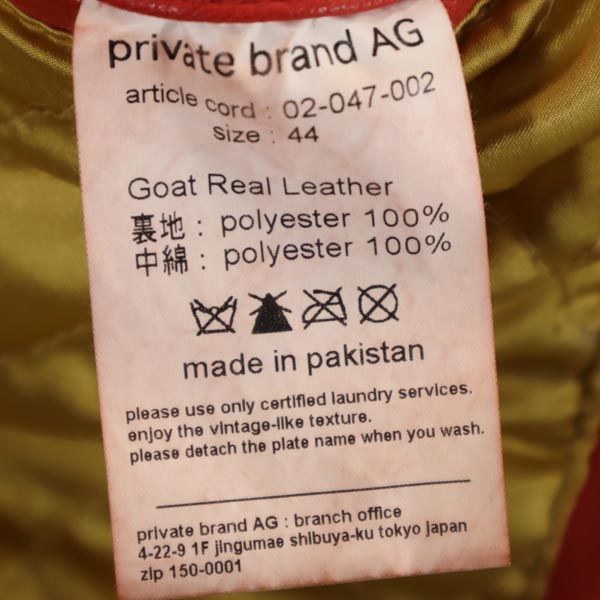 private brand AG
article cord : 02-047-002
size : 44
Goat Real Leather
裏地 : polyester 100%
中綿 : polyester 100%
made in pakistan
please use only certified laundry services.
enjoy the vintage-like texture.
please detach the plate name when you wash.
private brand AG : branch office
4-22-9 1F jingumae shibuya-ku tokyo japan
zip 150-0001